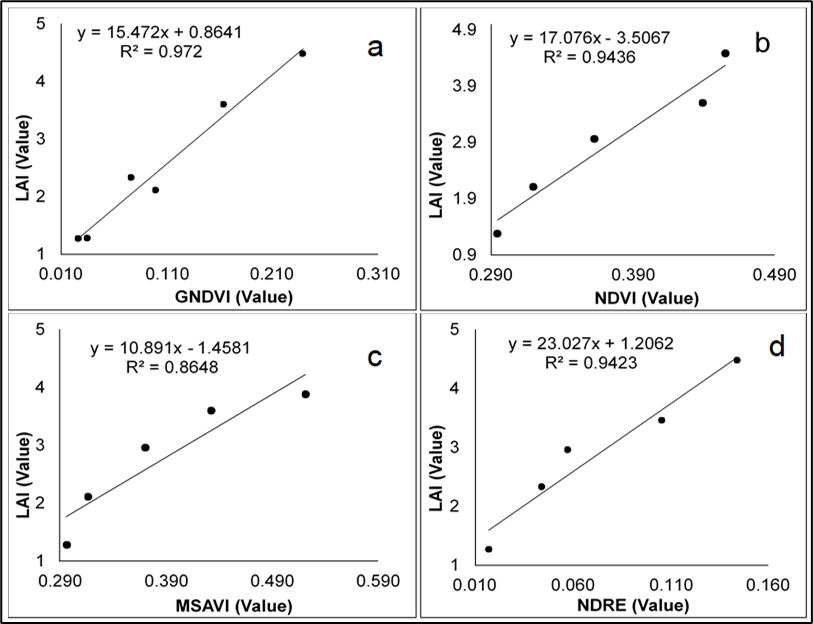 y = 15.472x + 0.8641
R² = 0.972
a
5
4
3
2
1
LAI (Value)
0.010 0.110 0.210 0.310
GNDVI (Value)
y = 17.076x - 3.5067
R² = 0.9436
b
4.9
3.9
2.9
1.9
0.9
LAI (Value)
0.290 0.390 0.490
NDVI (Value)
y = 10.891x - 1.4581
R² = 0.8648
c
5
4
3
2
1
LAI (Value)
0.290 0.390 0.490 0.590
MSAVI (Value)
y = 23.027x + 1.2062
R² = 0.9423
d
5
4
3
2
1
LAI (Value)
0.010 0.060 0.110 0.160
NDRE (Value)